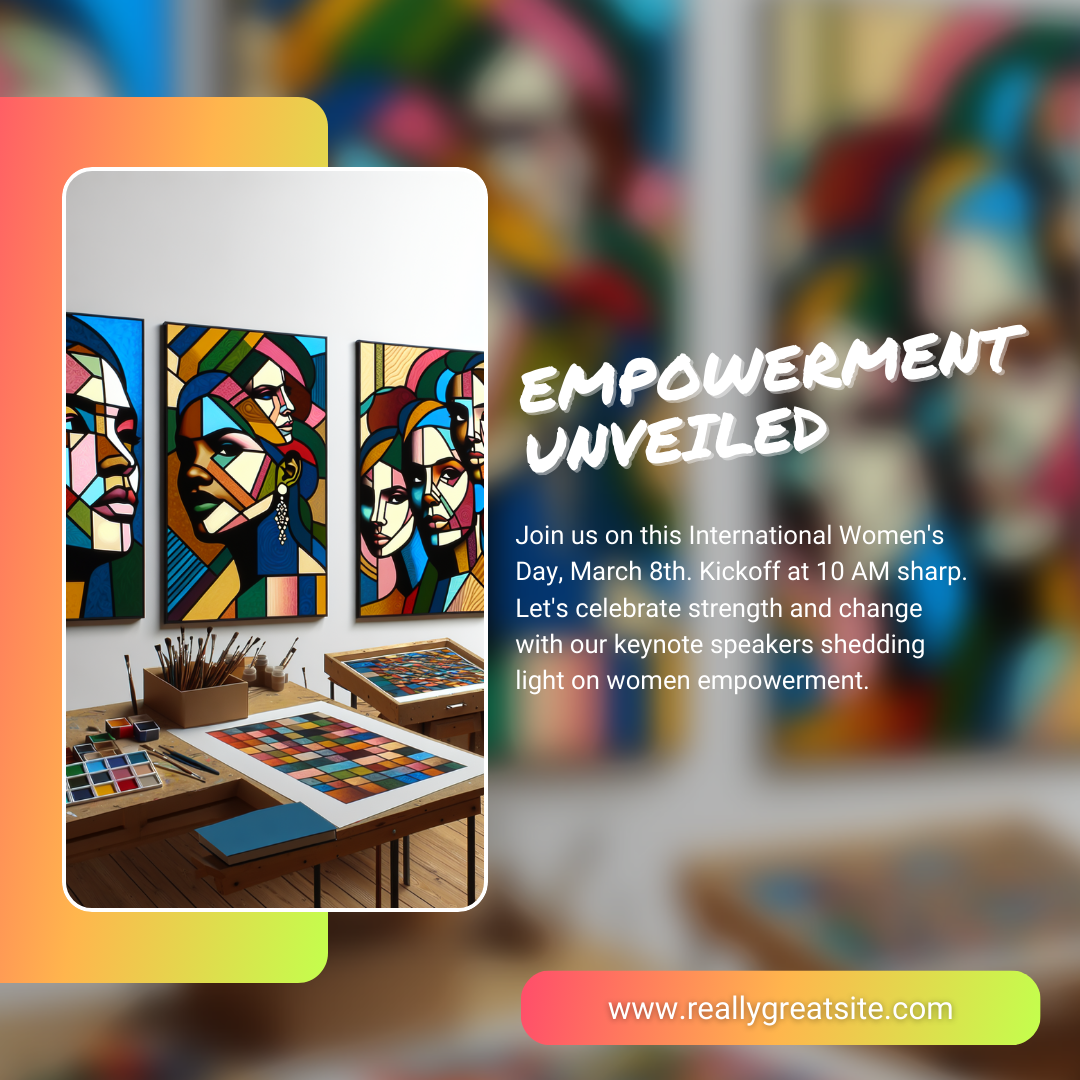 EMPOWERMENT
UNVEILED
Join us on this International Women's
Day, March 8th. Kickoff at 10 AM sharp.
Let's celebrate strength and change
with our keynote speakers shedding
light on women empowerment.
www.reallygreatsite.com